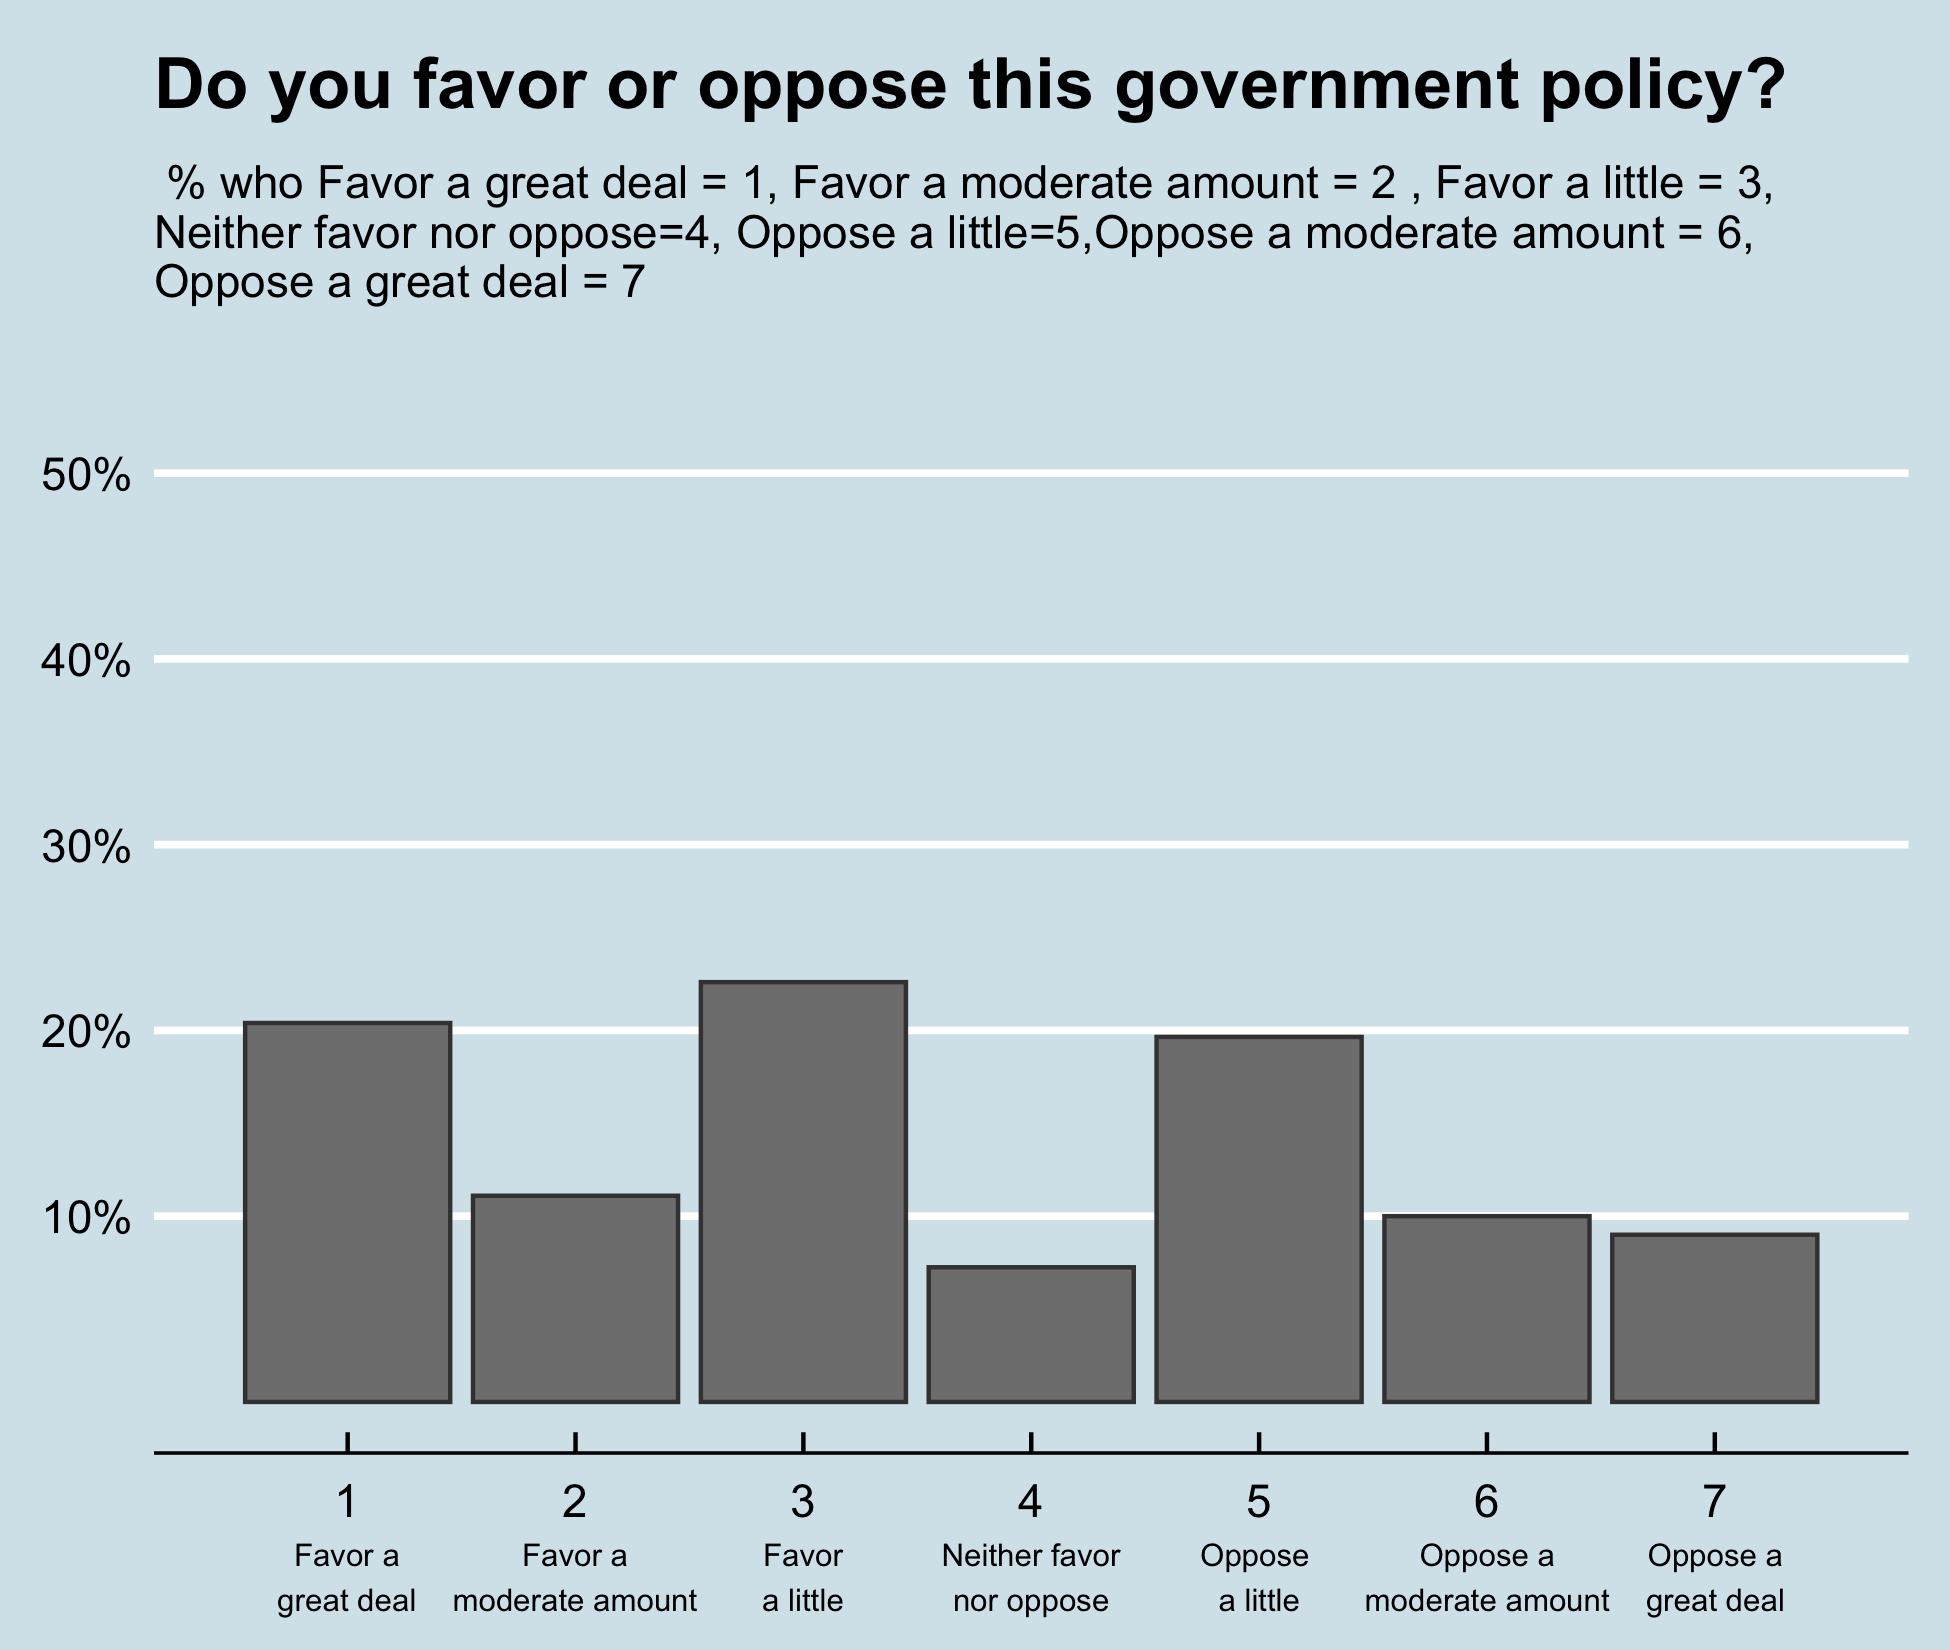 Do you favor or oppose this government policy?
% who Favor a great deal = 1, Favor a moderate amount = 2 , Favor a little = 3,
Neither favor nor oppose=4, Oppose a little=5,Oppose a moderate amount = 6,
Oppose a great deal = 7
50%
40%
30%
20%
10%
1 2 3 4 5 6 7
Favor a Favor a Favor Neither favor Oppose Oppose a Oppose a
great deal moderate amount a little nor oppose a little moderate amount great deal